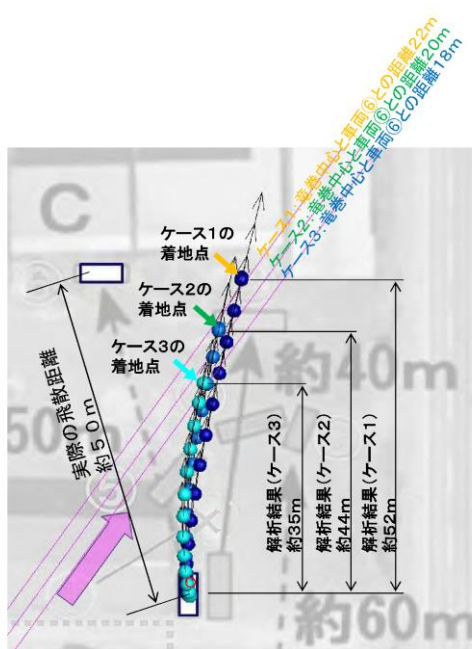 ケース1：竜巻中心と車両⑥との距離22m
ケース2：竜巻中心と車両⑥との距離20m
ケース3：竜巻中心と車両⑥との距離18m
C
ケース1の
着地点
ケース2の
着地点
ケース3の
着地点
実際の飛散距離
約50m
約40m
50m
解析結果(ケース3)
約35m
解析結果(ケース2)
約44m
解析結果(ケース1)
約52m
約60m